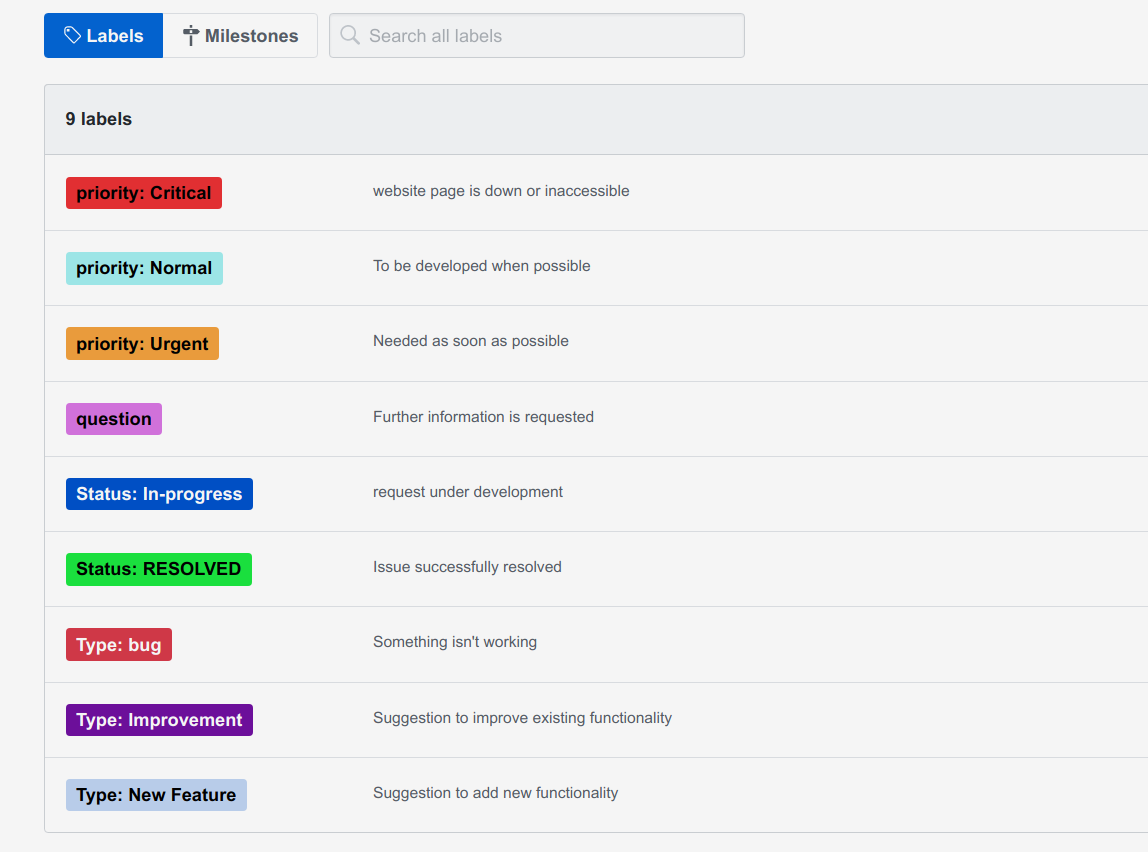 Labels Milestones Search all labels
9 labels
priority: Critical website page is down or inaccessible
priority: Normal To be developed when possible
priority: Urgent Needed as soon as possible
question Further information is requested
Status: In-progress request under development
Status: RESOLVED Issue successfully resolved
Type: bug Something isn't working
Type: Improvement Suggestion to improve existing functionality
Type: New Feature Suggestion to add new functionality